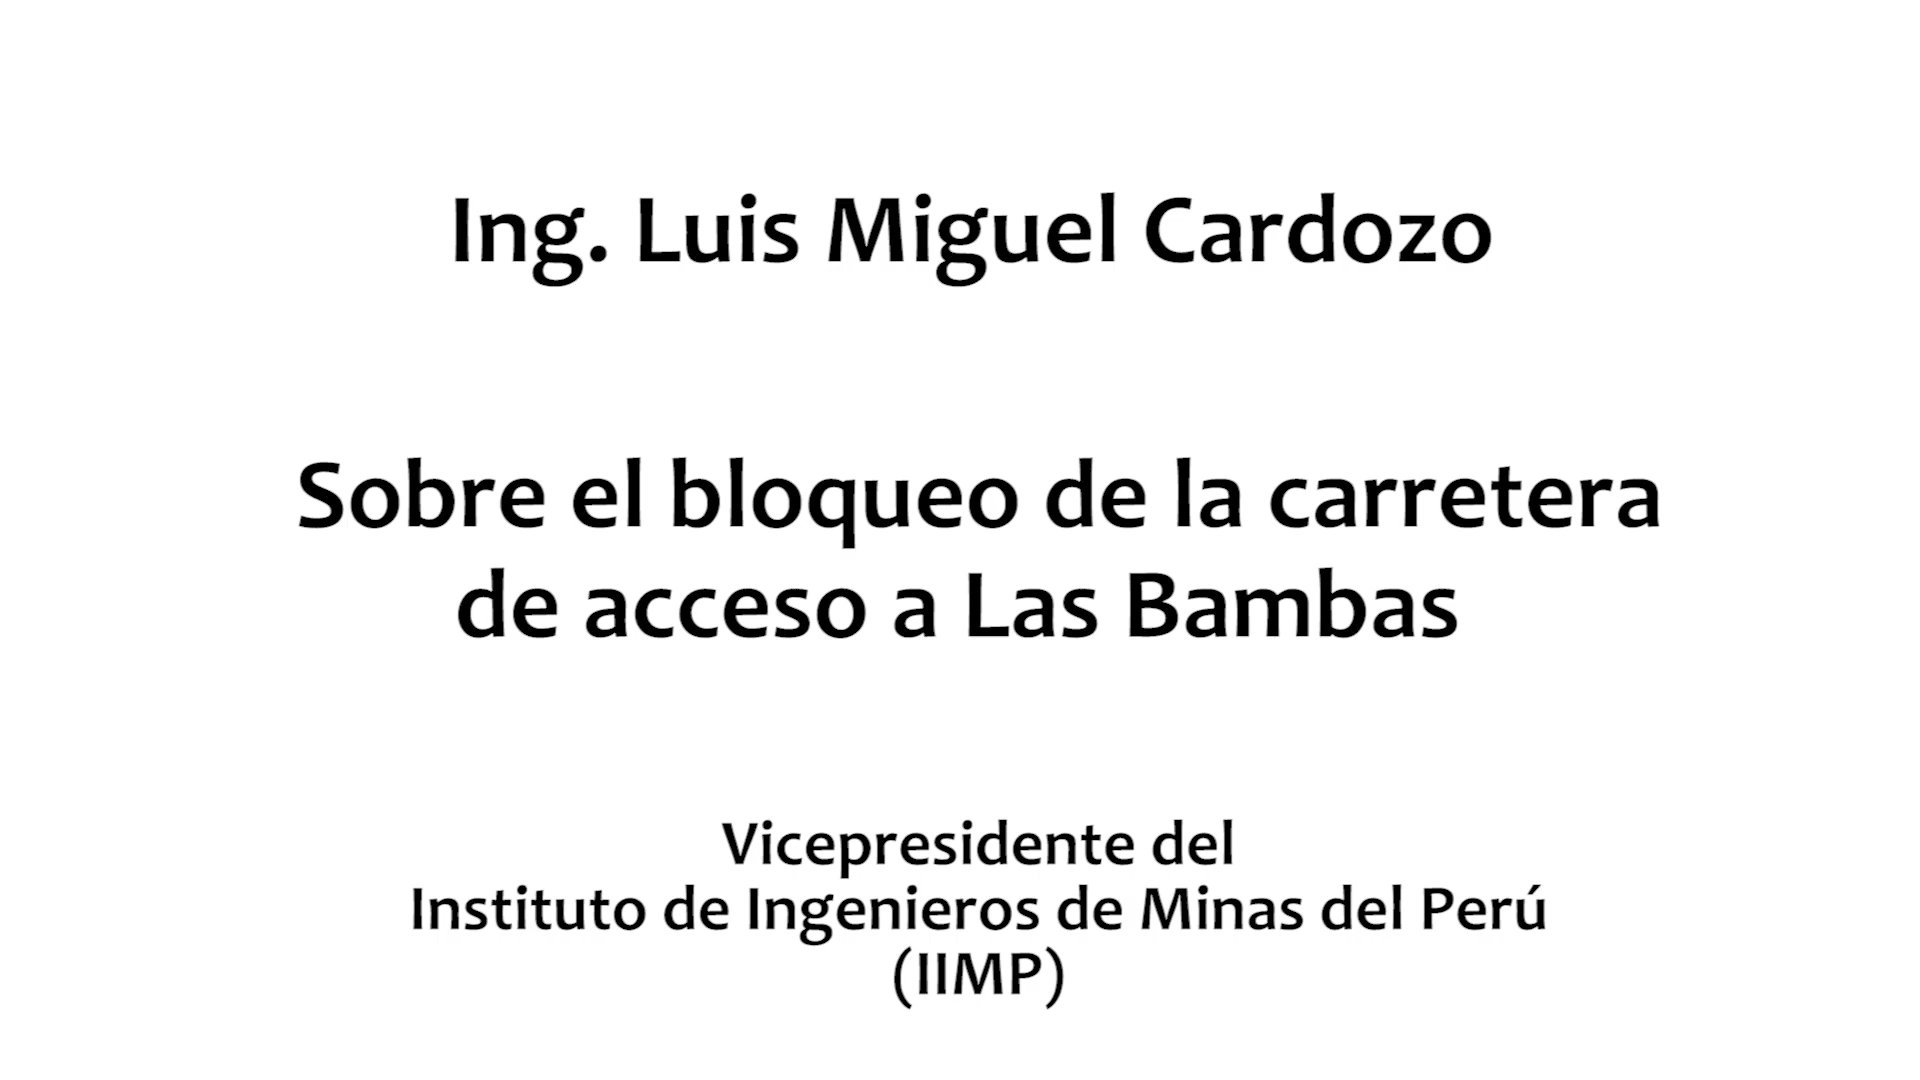 Ing. Luis Miguel Cardozo
Sobre el bloqueo de la carretera
de acceso a Las Bambas
Vicepresidente del
Instituto de Ingenieros de Minas del Perú
(IIMP)